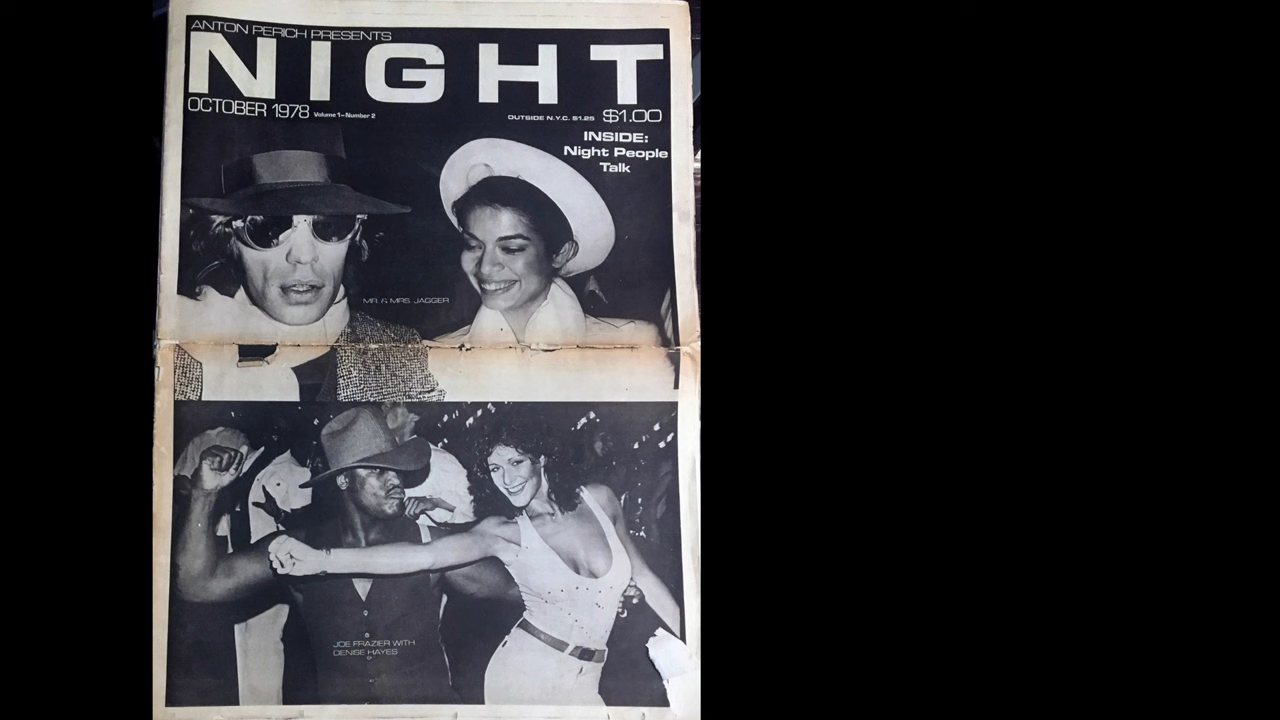 ANTON PERICH PRESENTS
NIGHT
OCTOBER 1978 Volume 1-Number 2
OUTSIDE N.Y.C. $1.25 $1.00
INSIDE:
Night People
Talk
MR. & MRS. JAGGER
JOE FRAZIER WITH
DENISE HAYES